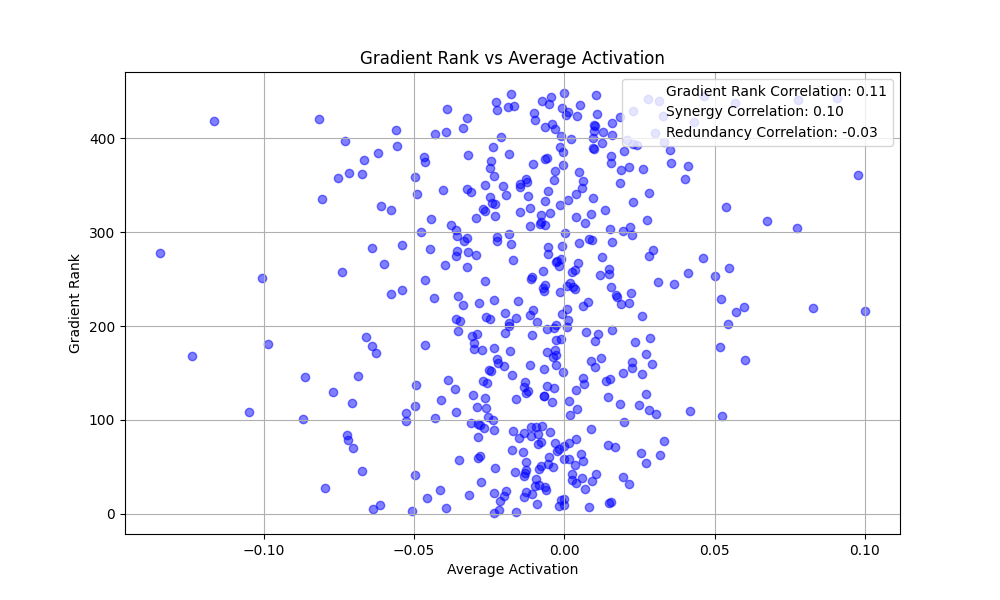 Gradient Rank vs Average Activation
Gradient Rank Correlation: 0.11
Synergy Correlation: 0.10
Redundancy Correlation: -0.03
400
300
200
100
0
Gradient Rank
−0.10
−0.05
0.00
0.05
0.10
Average Activation